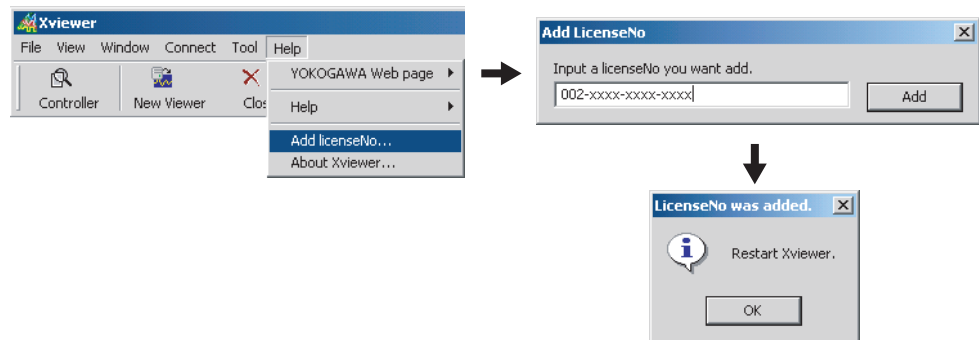 Xviewer
File View Window Connect Tool Help
Controller New Viewer Clos
YOKOGAWA Web page
Help
Add licenseNo...
About Xviewer...
Add LicenseNo
Input a licenseNo you want add.
002-xxxx-xxxx-xxxx Add
LicenseNo was added.
Restart Xviewer.
OK